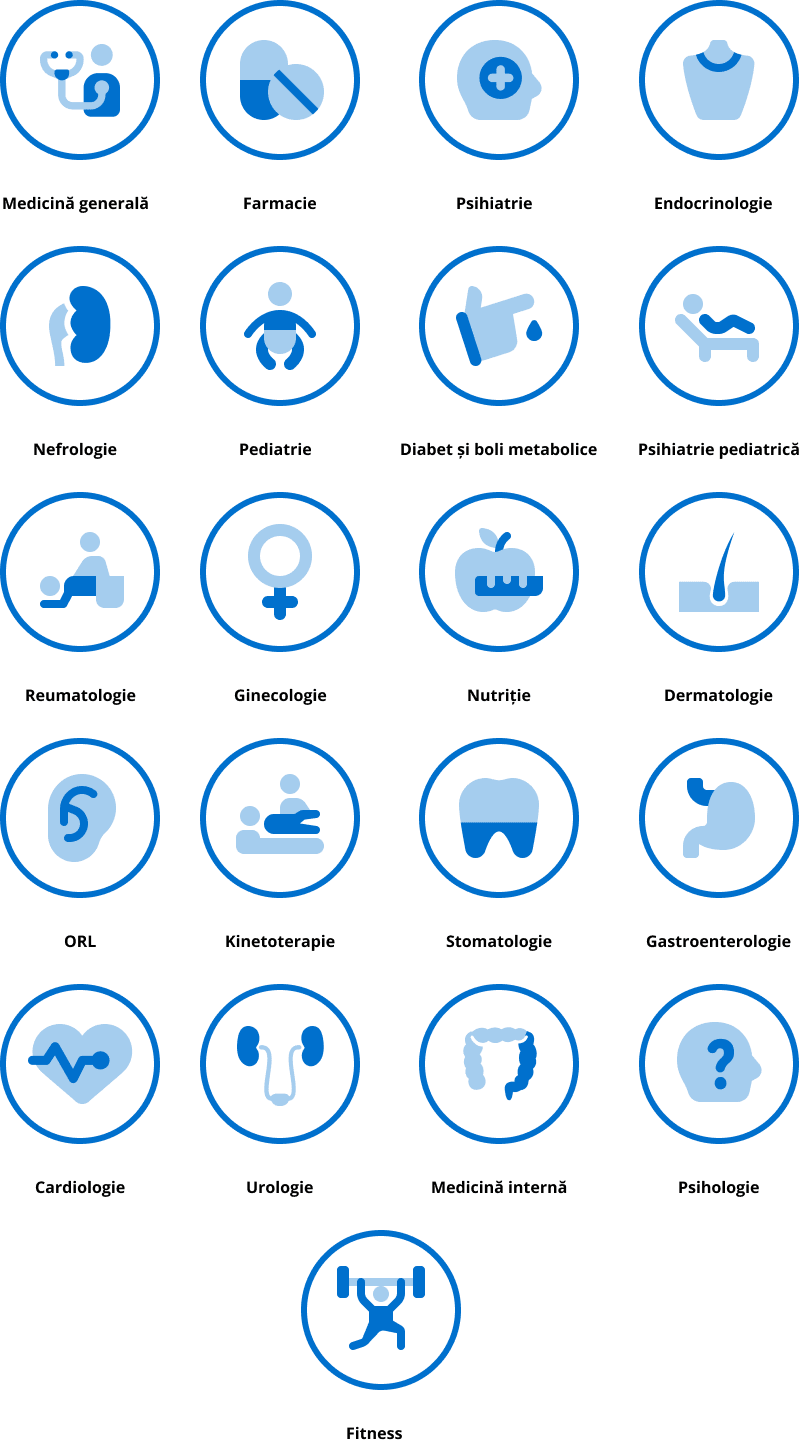 Medicină generală
Farmacie
Psihiatrie
Endocrinologie
Nefrologie
Pediatrie
Diabet și boli metabolice
Psihiatrie pediatrică
Reumatologie
Ginecologie
Nutriție
Dermatologie
ORL
Kinetoterapie
Stomatologie
Gastroenterologie
Cardiologie
Urologie
Medicină internă
Psihologie
Fitness